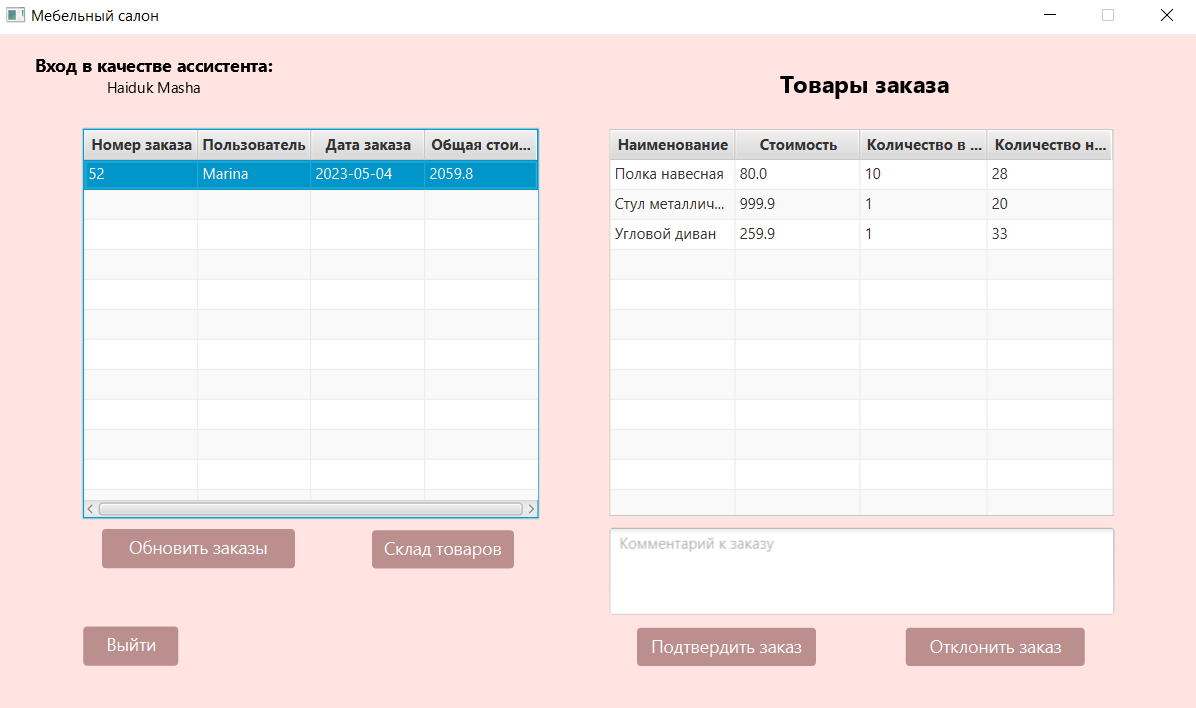 Мебельный салон
Вход в качестве ассистента:
Haiduk Masha
Товары заказа
Номер заказа Пользователь Дата заказа Общая стои...
52 Marina 2023-05-04 2059.8
Наименование Стоимость Количество в ... Количество н...
Полка навесная 80.0 10 28
Стул металлич... 999.9 1 20
Угловой диван 259.9 1 33
Обновить заказы
Склад товаров
Комментарий к заказу
Выйти
Подтвердить заказ
Отклонить заказ